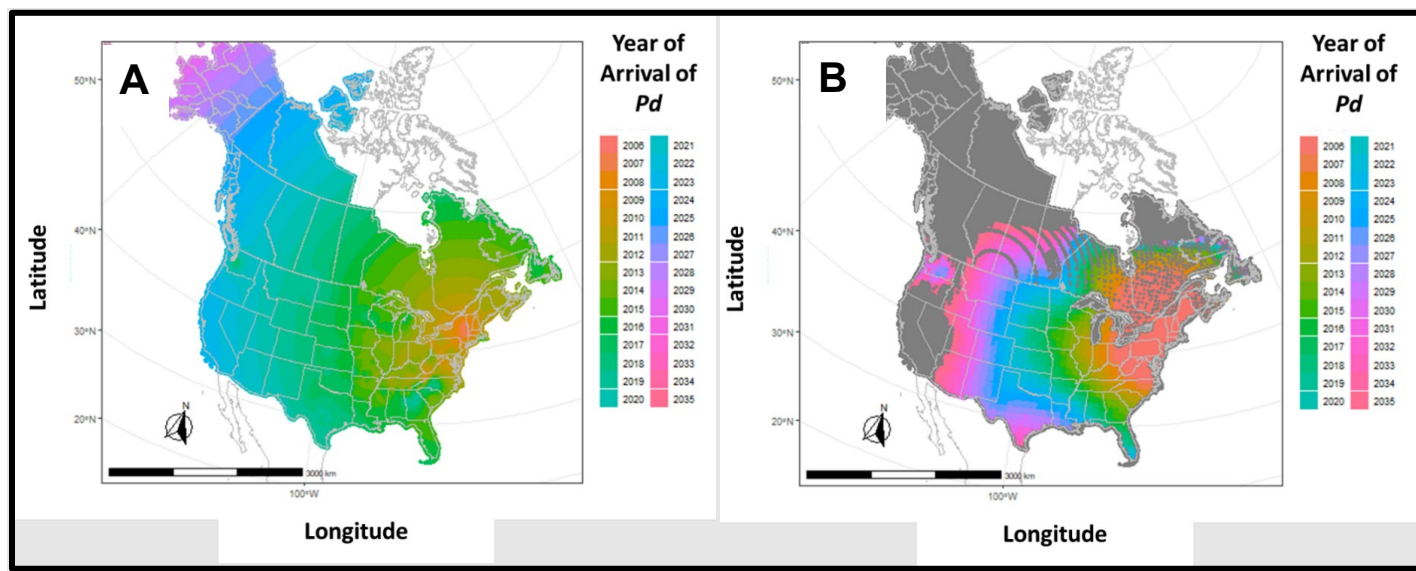 A
Year of
Arrival of
Pd
2006 2021
2007 2022
2008 2023
2009 2024
2010 2025
2011 2026
2012 2027
2013 2028
2014 2029
2015 2030
2016 2031
2017 2032
2018 2033
2019 2034
2020 2035
50°N
40°N
30°N
20°N
Latitude
N
3000 km
100°W
Longitude
B
Year of
Arrival of
Pd
2006 2021
2007 2022
2008 2023
2009 2024
2010 2025
2011 2026
2012 2027
2013 2028
2014 2029
2015 2030
2016 2031
2017 2032
2018 2033
2019 2034
2020 2035
50°N
40°N
30°N
20°N
Latitude
N
3000 km
100°W
Longitude